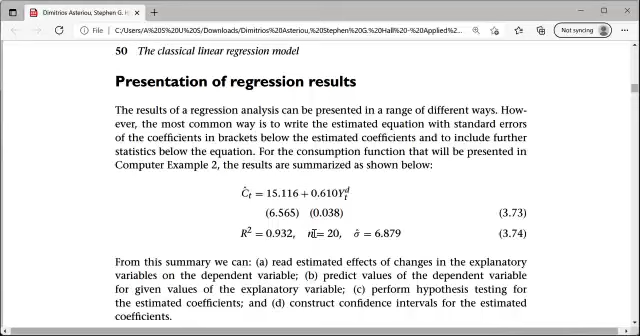 Dimitrios Asteriou, Stephen G. H
File | C:/Users/A%20S%20U%20S/Downloads/Dimitrios%20Asteriou,%20Stephen%20G.%20Hall%20-%20Applied%2...
Not syncing
50 The classical linear regression model
Presentation of regression results
The results of a regression analysis can be presented in a range of different ways. How-
ever, the most common way is to write the estimated equation with standard errors
of the coefficients in brackets below the estimated coefficients and to include further
statistics below the equation. For the consumption function that will be presented in
Computer Example 2, the results are summarized as shown below:
Ĉₜ = 15.116 + 0.610Yₜᵈ
(6.565) (0.038) (3.73)
R² = 0.932, n = 20, σ̂ = 6.879 (3.74)
From this summary we can: (a) read estimated effects of changes in the explanatory
variables on the dependent variable; (b) predict values of the dependent variable
for given values of the explanatory variable; (c) perform hypothesis testing for
the estimated coefficients; and (d) construct confidence intervals for the estimated
coefficients.